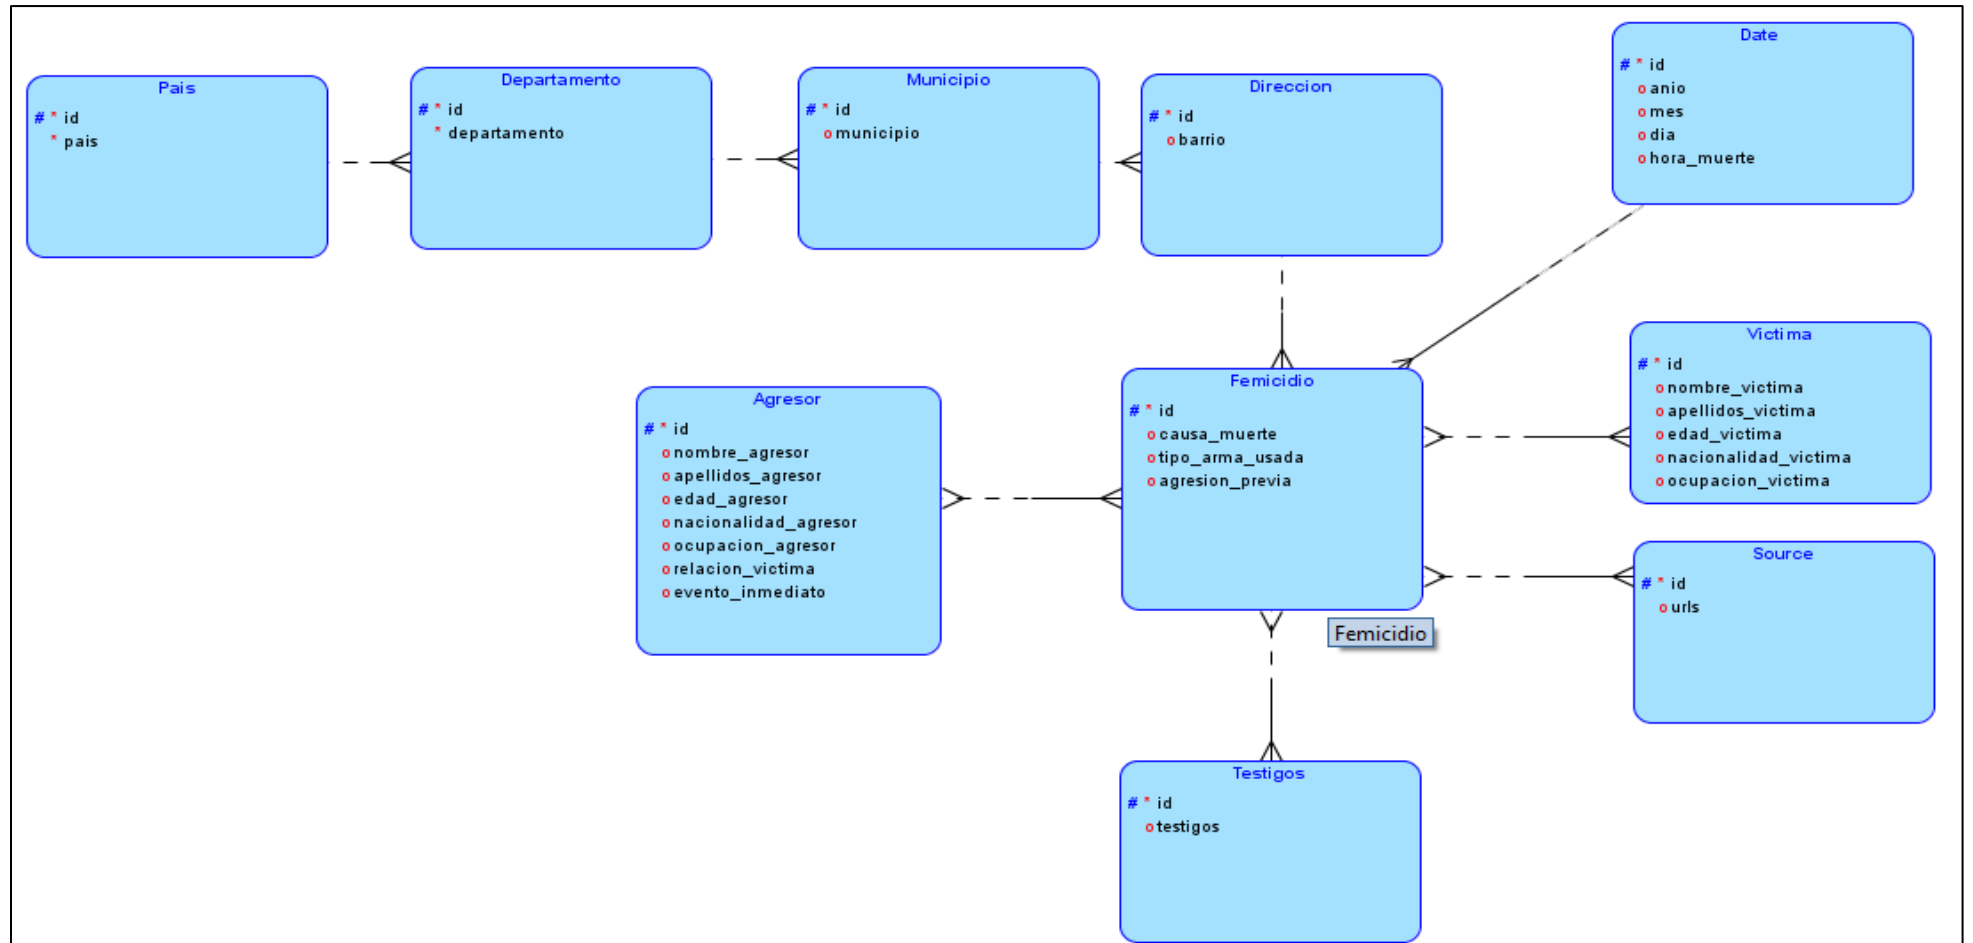 Pais
# * id
* pais
Departamento
# * id
* departamento
Municipio
# * id
o municipio
Direccion
# * id
o barrio
Date
# * id
o anio
o mes
o dia
o hora_muerte
Agresor
# * id
o nombre_agresor
o apellidos_agresor
o edad_agresor
o nacionalidad_agresor
o ocupacion_agresor
o relacion_victima
o evento_inmediato
Femicidio
# * id
o causa_muerte
o tipo_arma_usada
o agresion_previa
Femicidio
Victima
# * id
o nombre_victima
o apellidos_victima
o edad_victima
o nacionalidad_victima
o ocupacion_victima
Source
# * id
o urls
Testigos
# * id
o testigos